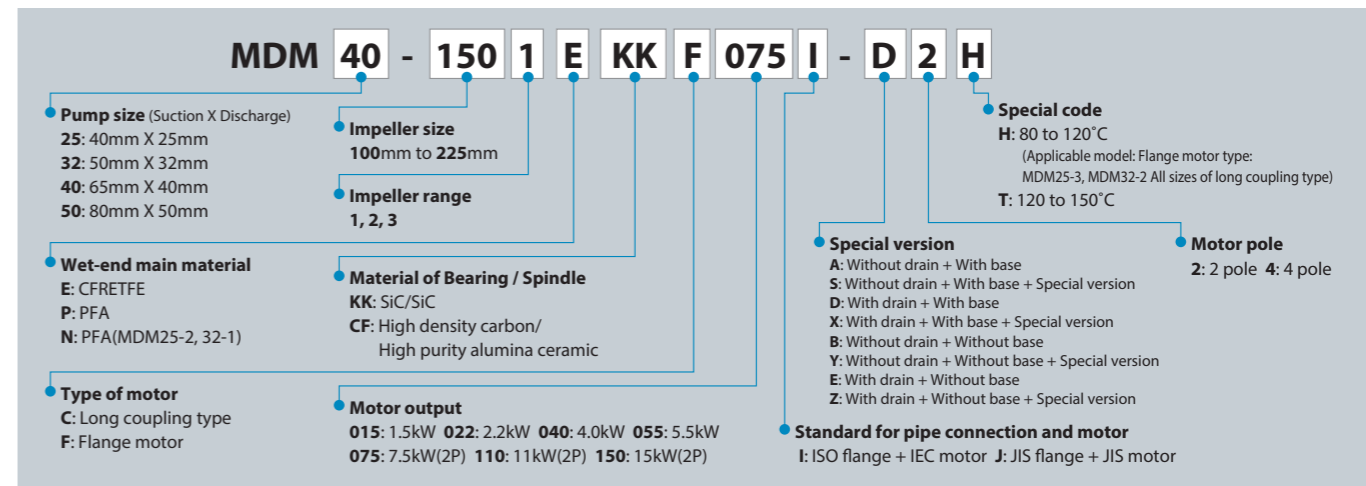 MDM 40 - 150 1 E KK F 075 I - D 2 H
Pump size (Suction X Discharge)
25: 40mm X 25mm
32: 50mm X 32mm
40: 65mm X 40mm
50: 80mm X 50mm
Impeller size
100mm to 225mm
Impeller range
1, 2, 3
Special code
H: 80 to 120˚C
(Applicable model: Flange motor type:
MDM25-3, MDM32-2 All sizes of long coupling type)
T: 120 to 150˚C
Wet-end main material
E: CFRETFE
P: PFA
N: PFA(MDM25-2, 32-1)
Material of Bearing / Spindle
KK: SiC/SiC
CF: High density carbon/
High purity alumina ceramic
Special version
A: Without drain + With base
S: Without drain + With base + Special version
D: With drain + With base
X: With drain + With base + Special version
B: Without drain + Without base
Y: Without drain + Without base + Special version
E: With drain + Without base
Z: With drain + Without base + Special version
Motor pole
2: 2 pole 4: 4 pole
Type of motor
C: Long coupling type
F: Flange motor
Motor output
015: 1.5kW 022: 2.2kW 040: 4.0kW 055: 5.5kW
075: 7.5kW(2P) 110: 11kW(2P) 150: 15kW(2P)
Standard for pipe connection and motor
I: ISO flange + IEC motor J: JIS flange + JIS motor